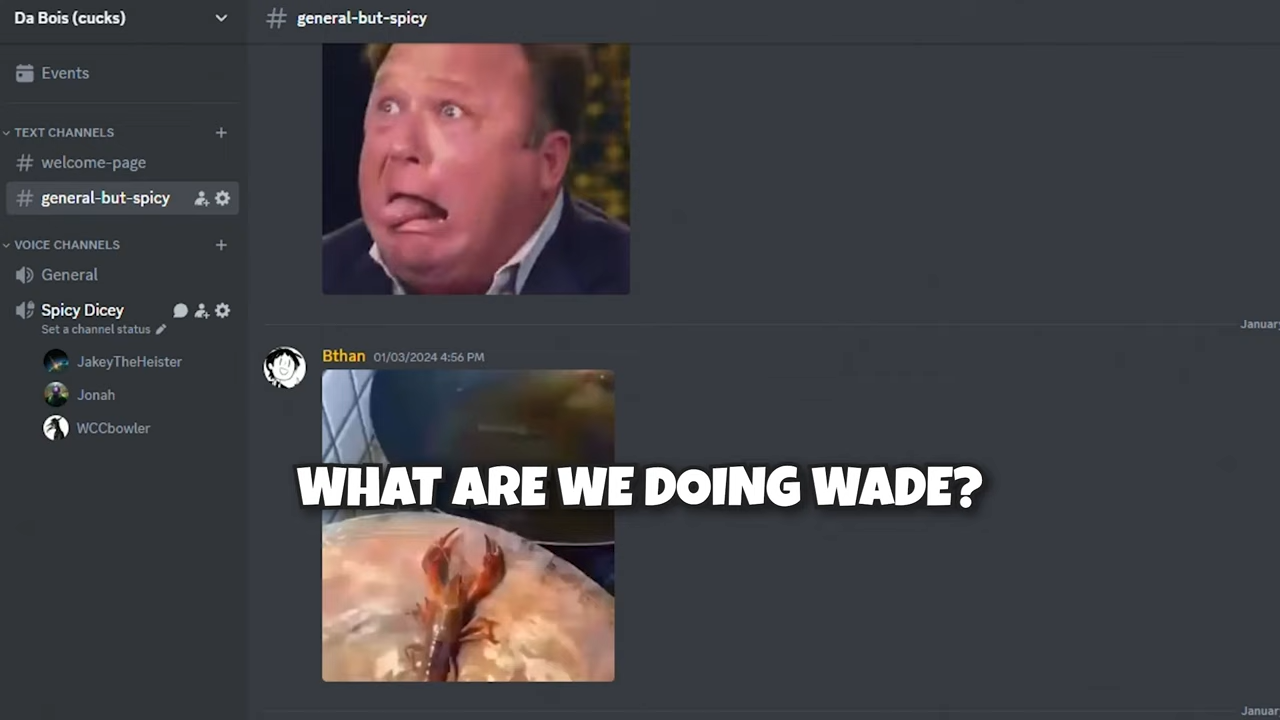 Da Bois (cucks)
# general-but-spicy
Events
TEXT CHANNELS
# welcome-page
# general-but-spicy
VOICE CHANNELS
General
Spicy Dicey
Set a channel status
JakeyTheHeister
Jonah
WCCbowler
January
Bthan 01/03/2024 4:56 PM
WHAT ARE WE DOING WADE?
Januar